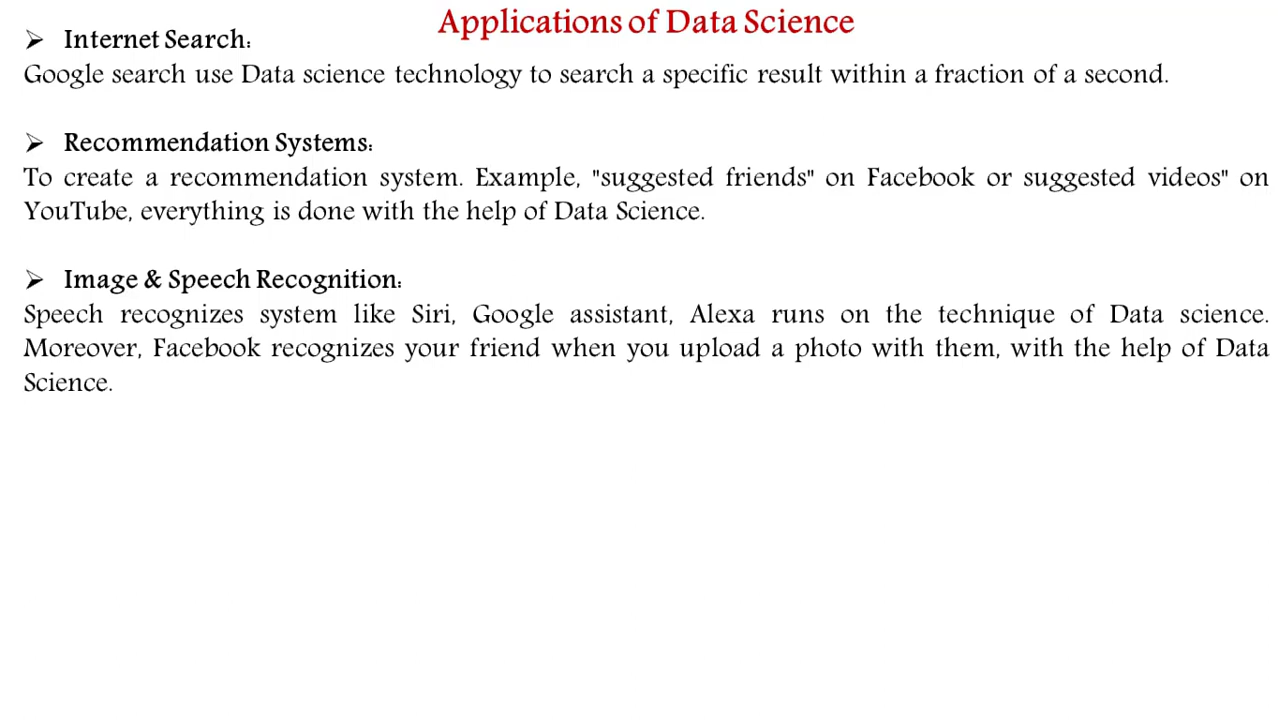 Applications of Data Science
➢ Internet Search:
Google search use Data science technology to search a specific result within a fraction of a second.
➢ Recommendation Systems:
To create a recommendation system. Example, "suggested friends" on Facebook or suggested videos" on
YouTube, everything is done with the help of Data Science.
➢ Image & Speech Recognition:
Speech recognizes system like Siri, Google assistant, Alexa runs on the technique of Data science.
Moreover, Facebook recognizes your friend when you upload a photo with them, with the help of Data
Science.